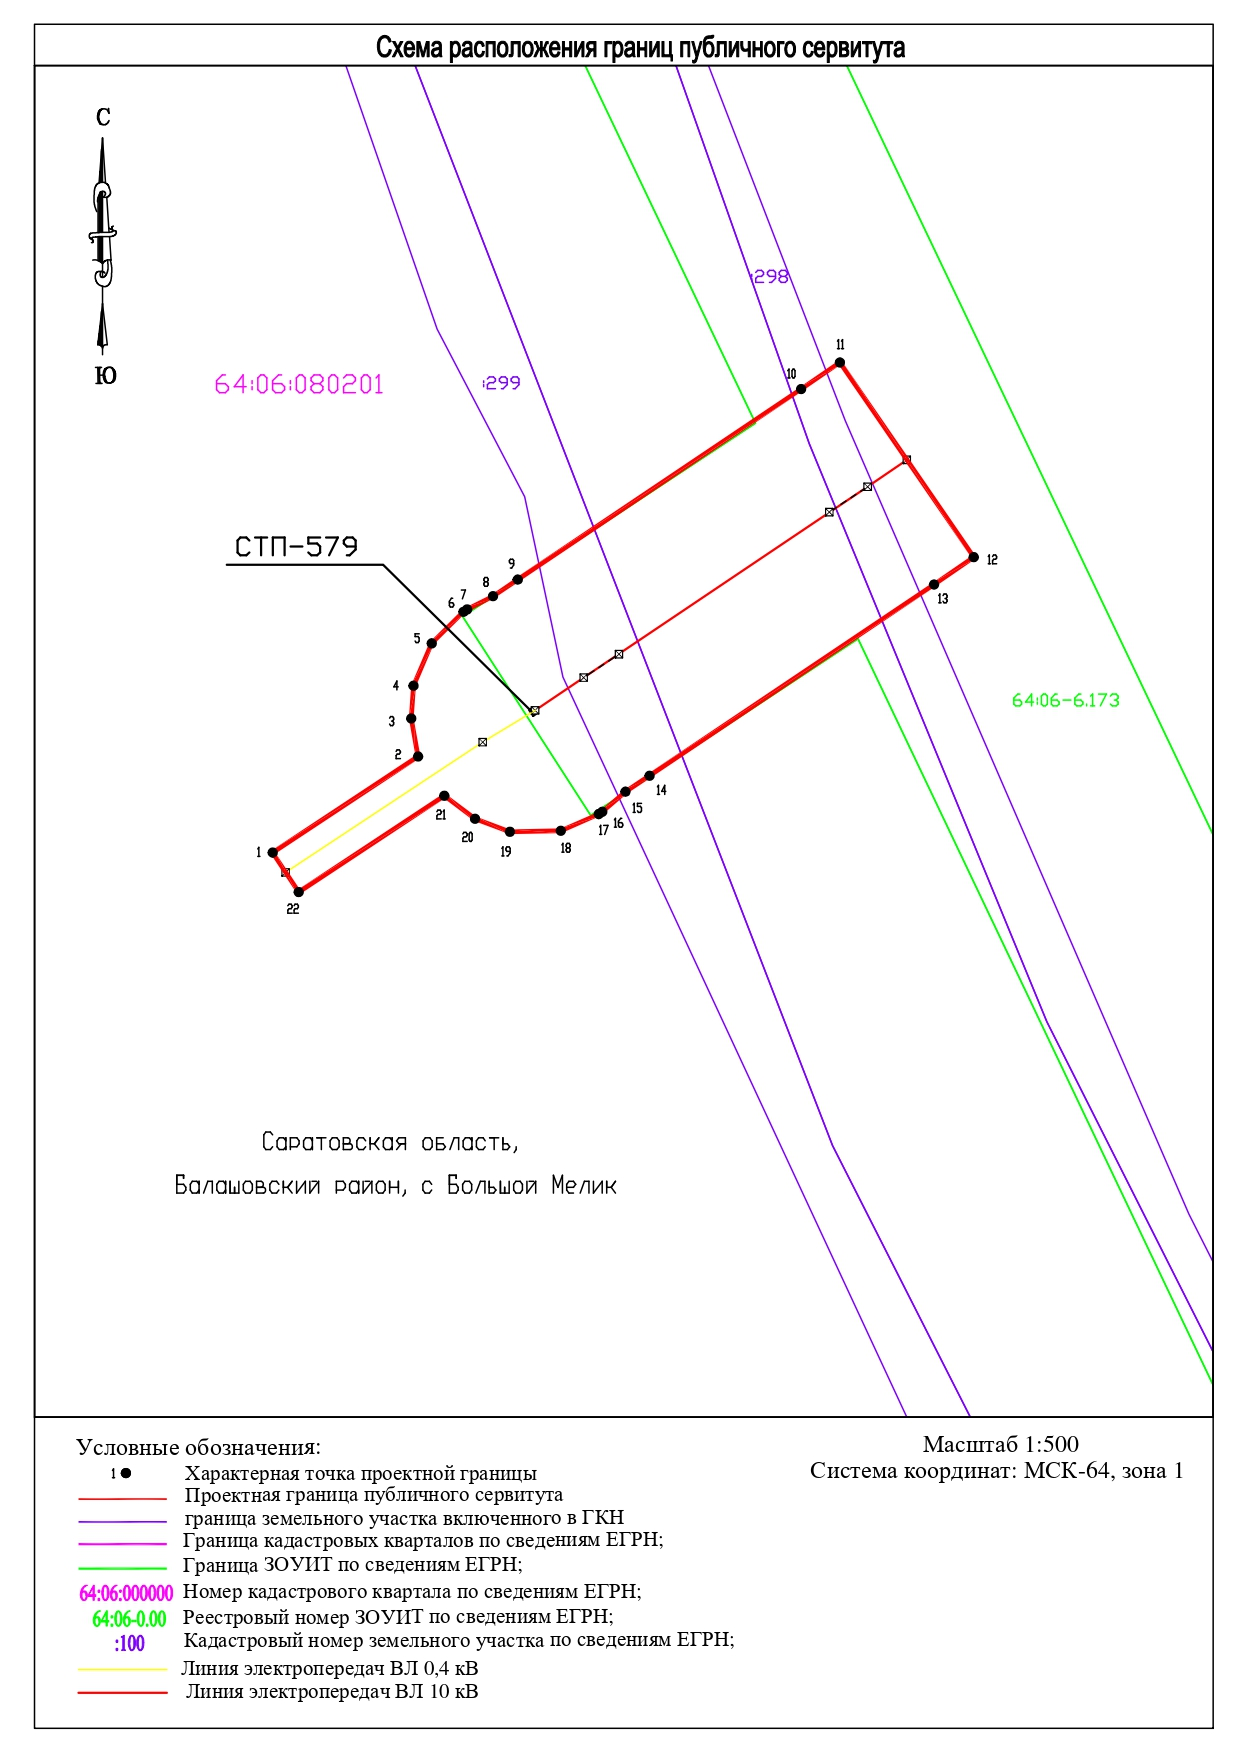 Схема расположения границ публичного сервитута
С
Ю
:298
11
10
64:06:080201
:299
СТП-579
9
8
7
6
5
4
3
2
12
13
64:06-6.173
14
15
16
17
18
19
20
21
1
22
Саратовская область,
Балашовский район, с Большой Мелик
Условные обозначения:
Масштаб 1:500
Система координат: МСК-64, зона 1
1 Характерная точка проектной границы
Проектная граница публичного сервитута
граница земельного участка включенного в ГКН
Граница кадастровых кварталов по сведениям ЕГРН;
Граница ЗОУИТ по сведениям ЕГРН;
64:06:000000 Номер кадастрового квартала по сведениям ЕГРН;
64:06-0.00 Реестровый номер ЗОУИТ по сведениям ЕГРН;
:100 Кадастровый номер земельного участка по сведениям ЕГРН;
Линия электропередач ВЛ 0,4 кВ
Линия электропередач ВЛ 10 кВ